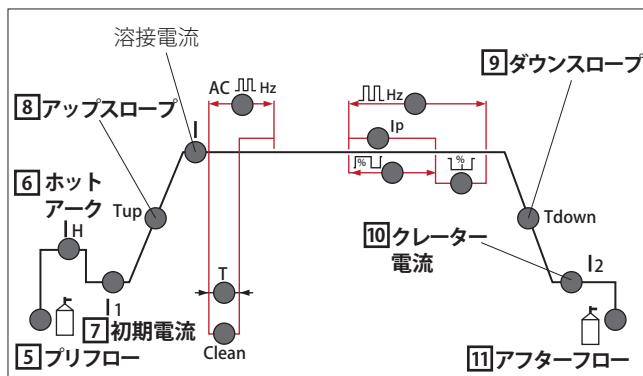 溶接電流
AC Hz
Hz
9 ダウンスロープ
8 アップスロープ
I
Ip
%
%
6 ホット
アーク
IH
Tup
Tdown
10 クレーター
電流
I2
T
I1
7 初期電流
Clean
5 プリフロー
11 アフターフロー